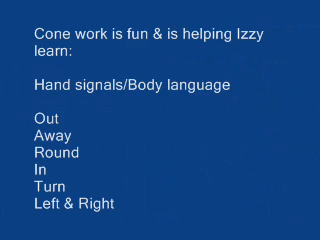 Cone work is fun & is helping Izzy
learn:
Hand signals/Body language
Out
Away
Round
In
Turn
Left & Right